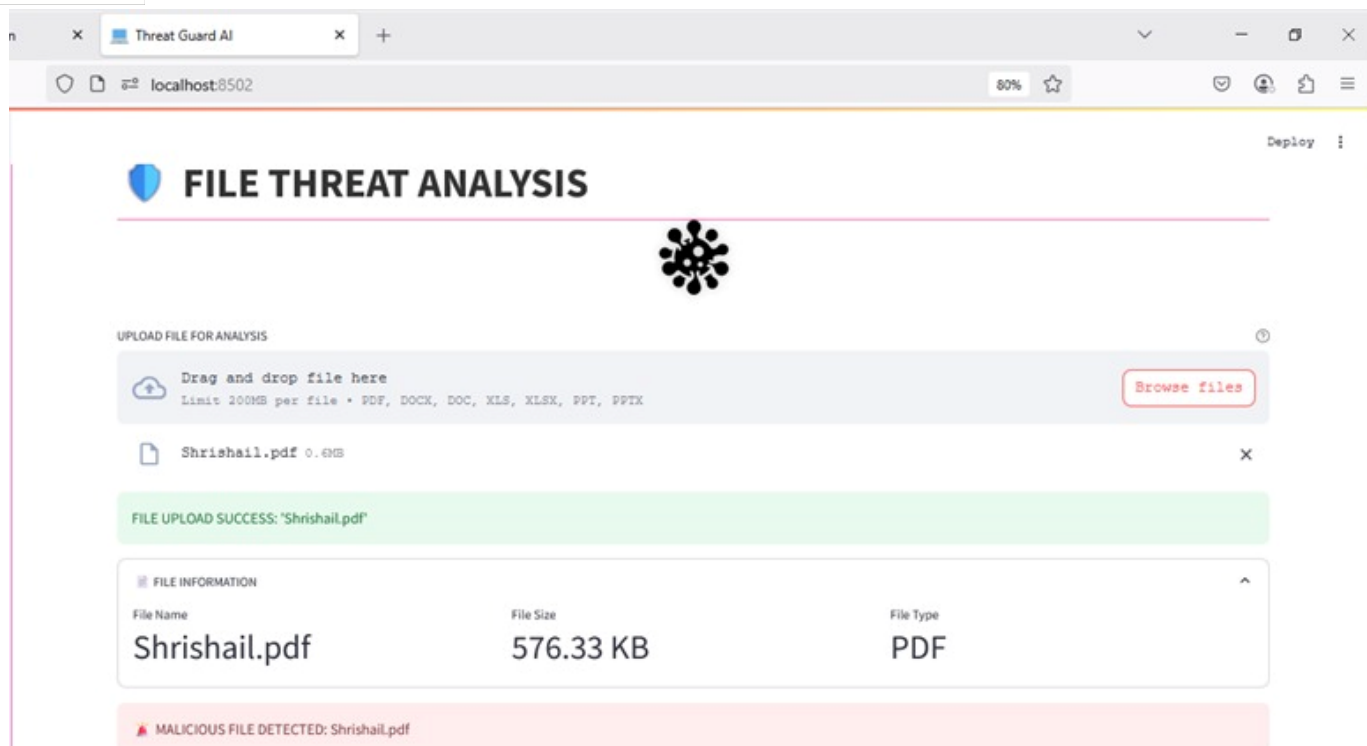 n
Threat Guard AI
localhost:8502
80%
Deploy
FILE THREAT ANALYSIS
UPLOAD FILE FOR ANALYSIS
Drag and drop file here
Limit 200MB per file • PDF, DOCX, DOC, XLS, XLSX, PPT, PPTX
Browse files
Shrishail.pdf 0.6MB
FILE UPLOAD SUCCESS: 'Shrishail.pdf'
FILE INFORMATION
File Name
Shrishail.pdf
File Size
576.33 KB
File Type
PDF
MALICIOUS FILE DETECTED: Shrishail.pdf